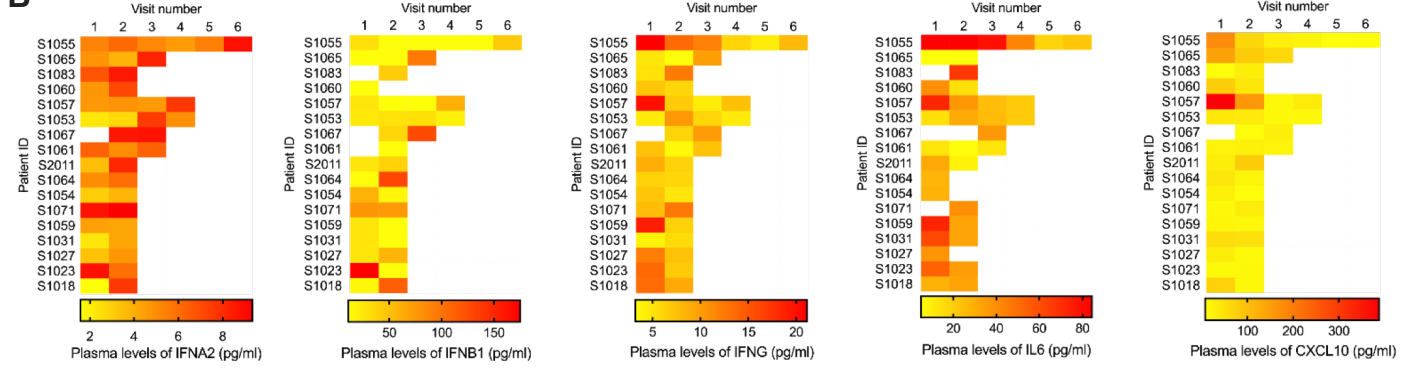 B
Visit number
1 2 3 4 5 6
Patient ID
S1055
S1065
S1083
S1060
S1057
S1053
S1067
S1061
S2011
S1064
S1054
S1071
S1059
S1031
S1027
S1023
S1018
2 4 6 8
Plasma levels of IFNA2 (pg/ml)
Visit number
1 2 3 4 5 6
Patient ID
S1055
S1065
S1083
S1060
S1057
S1053
S1067
S1061
S2011
S1064
S1054
S1071
S1059
S1031
S1027
S1023
S1018
50 100 150
Plasma levels of IFNB1 (pg/ml)
Visit number
1 2 3 4 5 6
Patient ID
S1055
S1065
S1083
S1060
S1057
S1053
S1067
S1061
S2011
S1064
S1054
S1071
S1059
S1031
S1027
S1023
S1018
5 10 15 20
Plasma levels of IFNG (pg/ml)
Visit number
1 2 3 4 5 6
Patient ID
S1055
S1065
S1083
S1060
S1057
S1053
S1067
S1061
S2011
S1064
S1054
S1071
S1059
S1031
S1027
S1023
S1018
20 40 60 80
Plasma levels of IL6 (pg/ml)
Visit number
1 2 3 4 5 6
Patient ID
S1055
S1065
S1083
S1060
S1057
S1053
S1067
S1061
S2011
S1064
S1054
S1071
S1059
S1031
S1027
S1023
S1018
100 200 300
Plasma levels of CXCL10 (pg/ml)